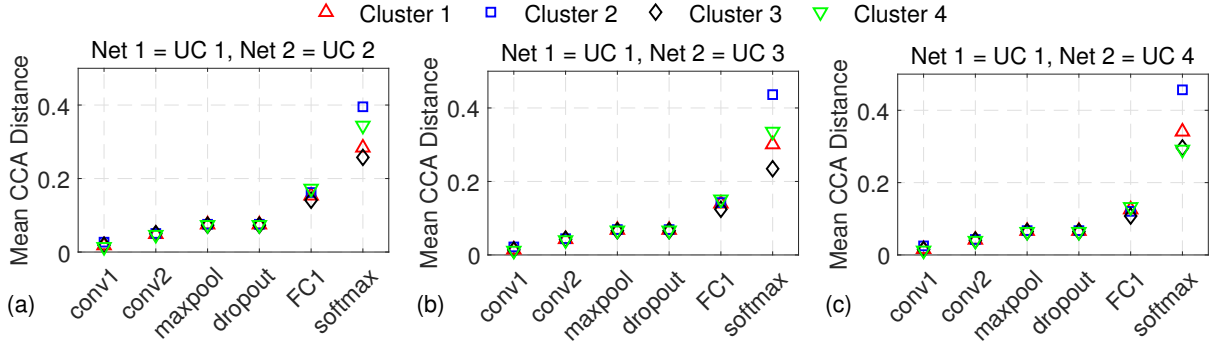 Cluster 1 Cluster 2 Cluster 3 Cluster 4
Net 1 = UC 1, Net 2 = UC 2
Mean CCA Distance
0.4
0.2
0
conv1
conv2
maxpool
dropout
FC1
softmax
(a)
Net 1 = UC 1, Net 2 = UC 3
Mean CCA Distance
0.4
0.2
0
conv1
conv2
maxpool
dropout
FC1
softmax
(b)
Net 1 = UC 1, Net 2 = UC 4
Mean CCA Distance
0.4
0.2
0
conv1
conv2
maxpool
dropout
FC1
softmax
(c)